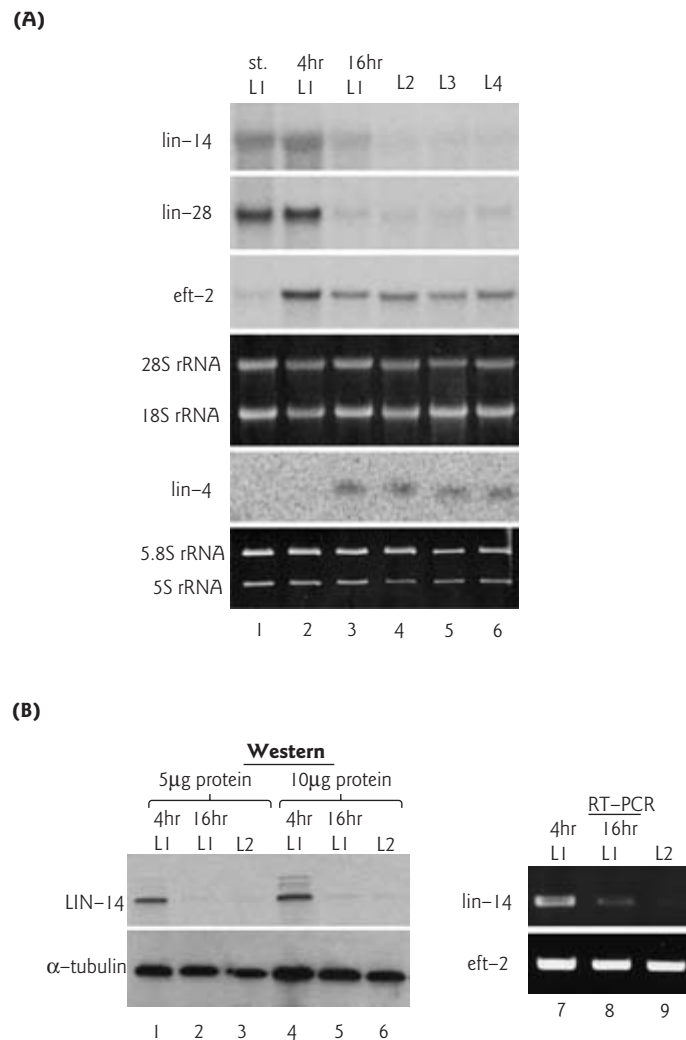 (A)
st. 4hr 16hr
L1 L1 L1 L2 L3 L4
lin–14
lin–28
eft–2
28S rRNA
18S rRNA
lin–4
5.8S rRNA
5S rRNA
1 2 3 4 5 6
(B)
Western
5μg protein 10μg protein
4hr 16hr 4hr 16hr
L1 L1 L2 L1 L1 L2
LIN–14
α–tubulin
1 2 3 4 5 6
RT–PCR
4hr 16hr
L1 L1 L2
lin–14
eft–2
7 8 9